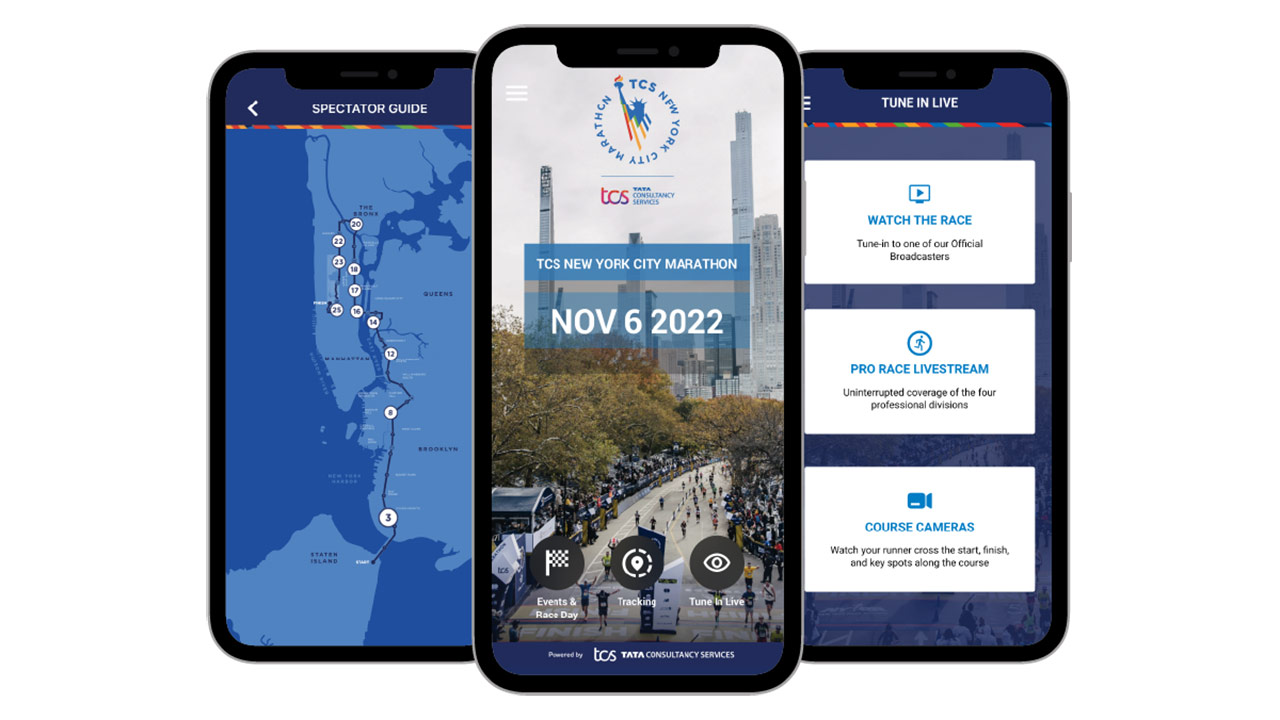 SPECTATOR GUIDE
THE
BRONX
20
22
23
18
17
25
16
FINISH
14
QUEENS
12
MANHATTAN
8
BROOKLYN
NEW YORK
HARBOR
3
STATEN
ISLAND
START
TCS NEW YORK CITY MARATHON
tcs TATA
CONSULTANCY
SERVICES
TCS NEW YORK CITY MARATHON
NOV 6 2022
Events &
Race Day
Tracking
Tune In Live
FINISH
Powered by tcs TATA CONSULTANCY SERVICES
TUNE IN LIVE
WATCH THE RACE
Tune-in to one of our Official
Broadcasters
PRO RACE LIVESTREAM
Uninterrupted coverage of the four
professional divisions
COURSE CAMERAS
Watch your runner cross the start, finish,
and key spots along the course